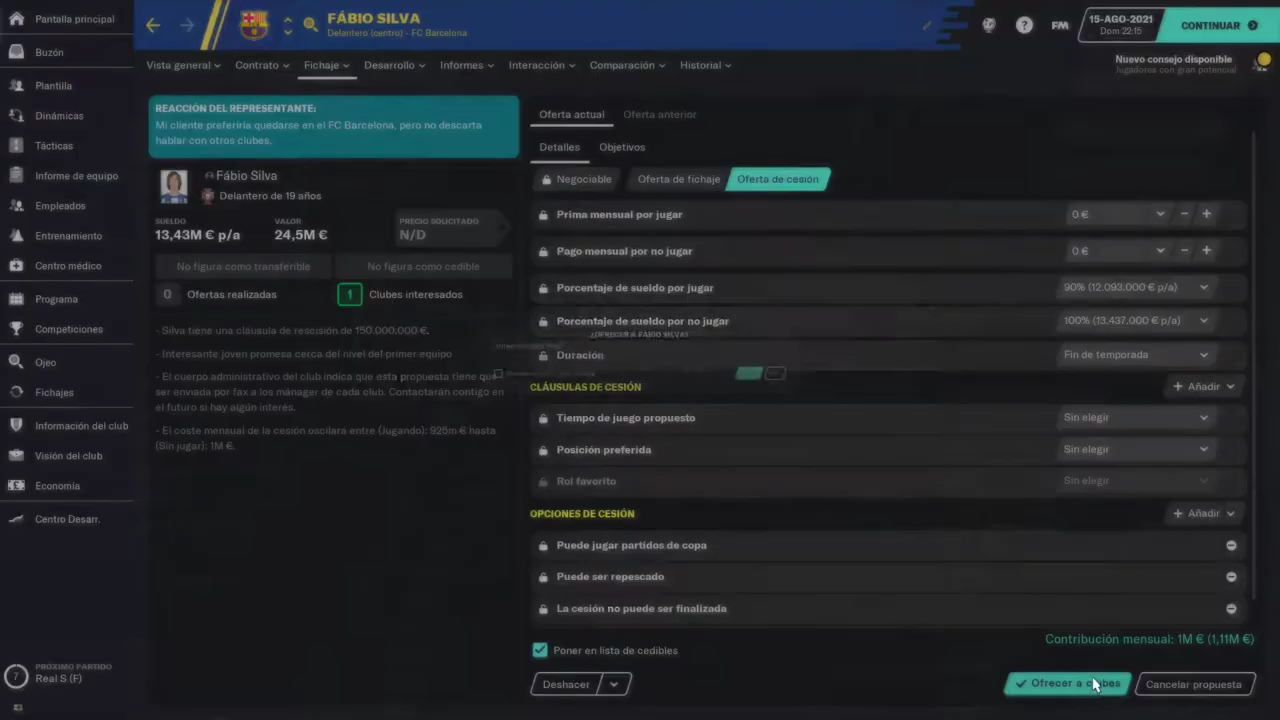 Pantalla principal
FÁBIO SILVA
Delantero (centro) - FC Barcelona
FM
15-AGO-2021
Dom 22:15
CONTINUAR
Buzón
Vista general
Contrato
Fichaje
Desarrollo
Informes
Interacción
Comparación
Historial
Nuevo consejo disponible
Jugadores con gran potencial
Plantilla
Dinámicas
Tácticas
Informe de equipo
Empleados
Entrenamiento
Centro médico
Programa
Competiciones
Ojeo
Fichajes
Información del club
Visión del club
Economía
Centro Desarr.
7
PRÓXIMO PARTIDO
Real S (F)
REACCIÓN DEL REPRESENTANTE:
Mi cliente preferiría quedarse en el FC Barcelona, pero no descarta
hablar con otros clubes.
Fábio Silva
Delantero de 19 años
SUELDO
13,43M € p/a
VALOR
24,5M €
PRECIO SOLICITADO
N/D
No figura como transferible
No figura como cedible
0 Ofertas realizadas
1 Clubes interesados
- Silva tiene una cláusula de rescisión de 150.000.000 €.
- Interesante joven promesa cerca del nivel del primer equipo
- El cuerpo administrativo del club indica que esta propuesta tiene que
ser enviada por fax a los mánager de cada club. Contactarán contigo en
el futuro si hay algún interés.
- El coste mensual de la cesión oscilará entre (Jugando): 925m € hasta
(Sin jugar): 1M €.
Oferta actual
Oferta anterior
Detalles
Objetivos
Negociable
Oferta de fichaje
Oferta de cesión
Prima mensual por jugar
0 €
Pago mensual por no jugar
0 €
Porcentaje de sueldo por jugar
90% (12.093.000 € p/a)
Porcentaje de sueldo por no jugar
100% (13.437.000 € p/a)
¿OFRECER A FÁBIO SILVA?
Duración
Fin de temporada
CLÁUSULAS DE CESIÓN
Añadir
Tiempo de juego propuesto
Sin elegir
Posición preferida
Sin elegir
Rol favorito
Sin elegir
OPCIONES DE CESIÓN
Añadir
Puede jugar partidos de copa
Puede ser repescado
La cesión no puede ser finalizada
Contribución mensual: 1M € (1,11M €)
Poner en lista de cedibles
Deshacer
Ofrecer a clubes
Cancelar propuesta